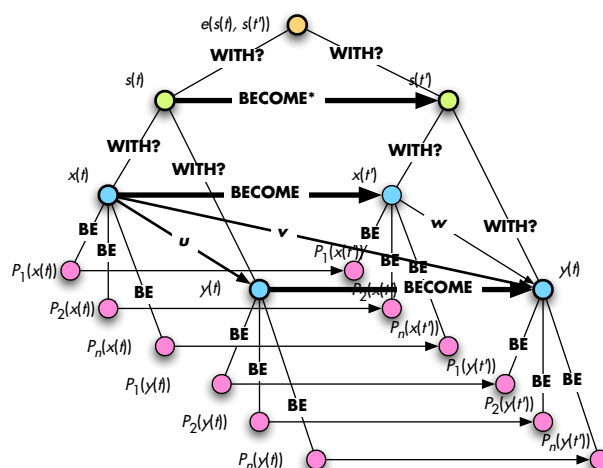 e(s(t), s(t'))
WITH? WITH?
s(t) BECOME* s(t')
WITH? WITH? WITH?
x(t) BECOME x(t')
WITH?
BE BE BE u v BE BE BE w
P1(x(t)) P1(x(t'))
y(t) BECOME y(t)
P2(x(t)) P2(x(t'))
BE BE BE BE BE BE
Pn(x(t)) Pn(x(t'))
P1(y(t)) P1(y(t'))
P2(y(t)) P2(y(t'))
Pn(y(t)) Pn(y(t'))